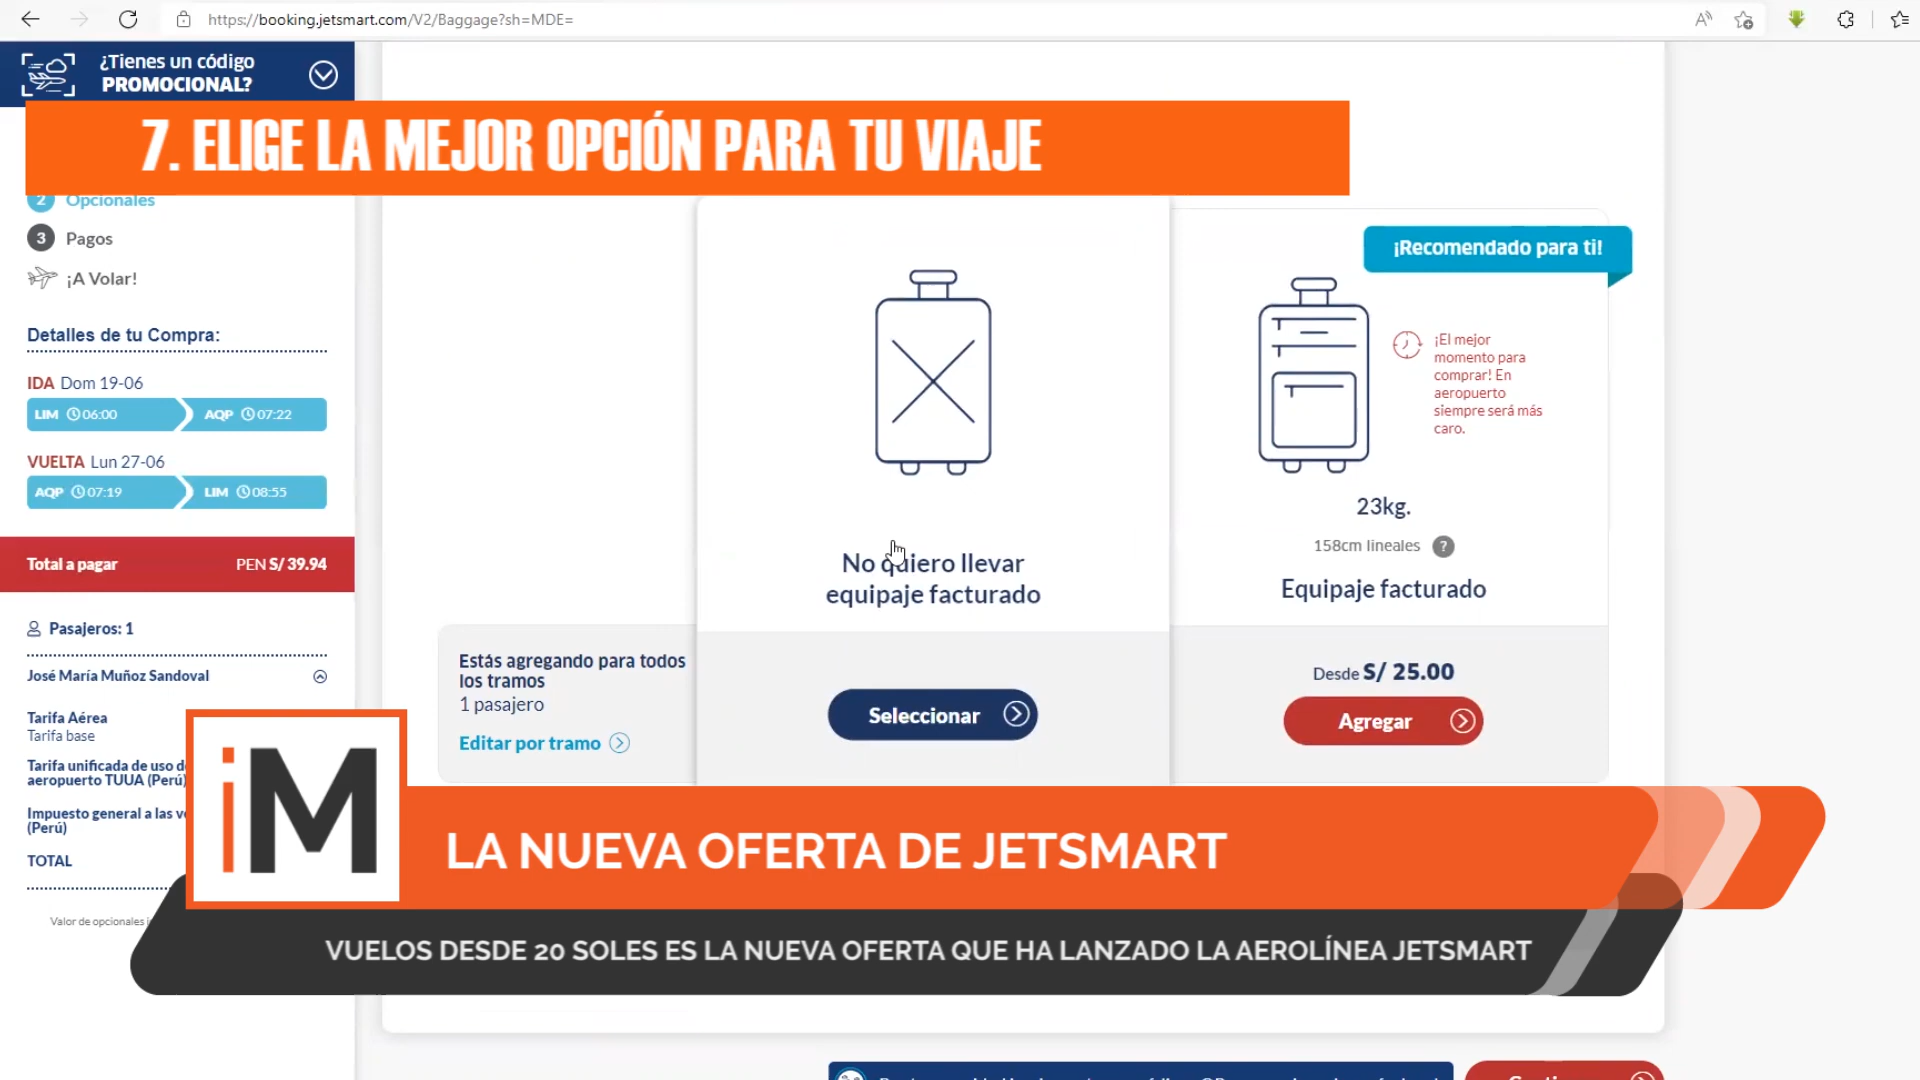 https://booking.jetsmart.com/V2/Baggage?sh=MDE=
¿Tienes un código
PROMOCIONAL?
7. ELIGE LA MEJOR OPCIÓN PARA TU VIAJE
2 Opcionales
3 Pagos
¡A Volar!
Detalles de tu Compra:
IDA Dom 19-06
LIM 06:00 AQP 07:22
VUELTA Lun 27-06
AQP 07:19 LIM 08:55
Total a pagar PEN S/ 39.94
Pasajeros: 1
José María Muñoz Sandoval
Tarifa Aérea
Tarifa base
Tarifa unificada de uso
aeropuerto TUUA (Perú)
Impuesto general a las
(Perú)
TOTAL
Valor de opcionales
Estás agregando para todos
los tramos
1 pasajero
Editar por tramo
No quiero llevar
equipaje facturado
Seleccionar
¡Recomendado para ti!
¡El mejor
momento para
comprar! En
aeropuerto
siempre será más
caro.
23kg.
158cm lineales ?
Equipaje facturado
Desde S/ 25.00
Agregar
iM
LA NUEVA OFERTA DE JETSMART
VUELOS DESDE 20 SOLES ES LA NUEVA OFERTA QUE HA LANZADO LA AEROLÍNEA JETSMART